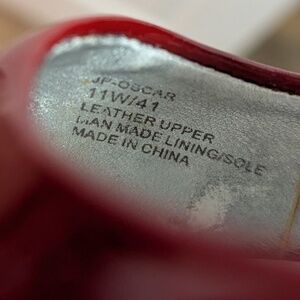 JP-OSCAR
11W/41
LEATHER UPPER
MAN MADE LINING/SOLE
MADE IN CHINA